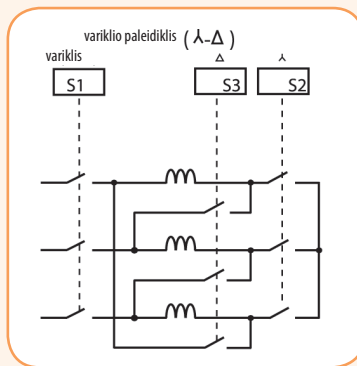 variklio paleidiklis (⅄-Δ)
variklis
Δ ⅄
S1 S3 S2